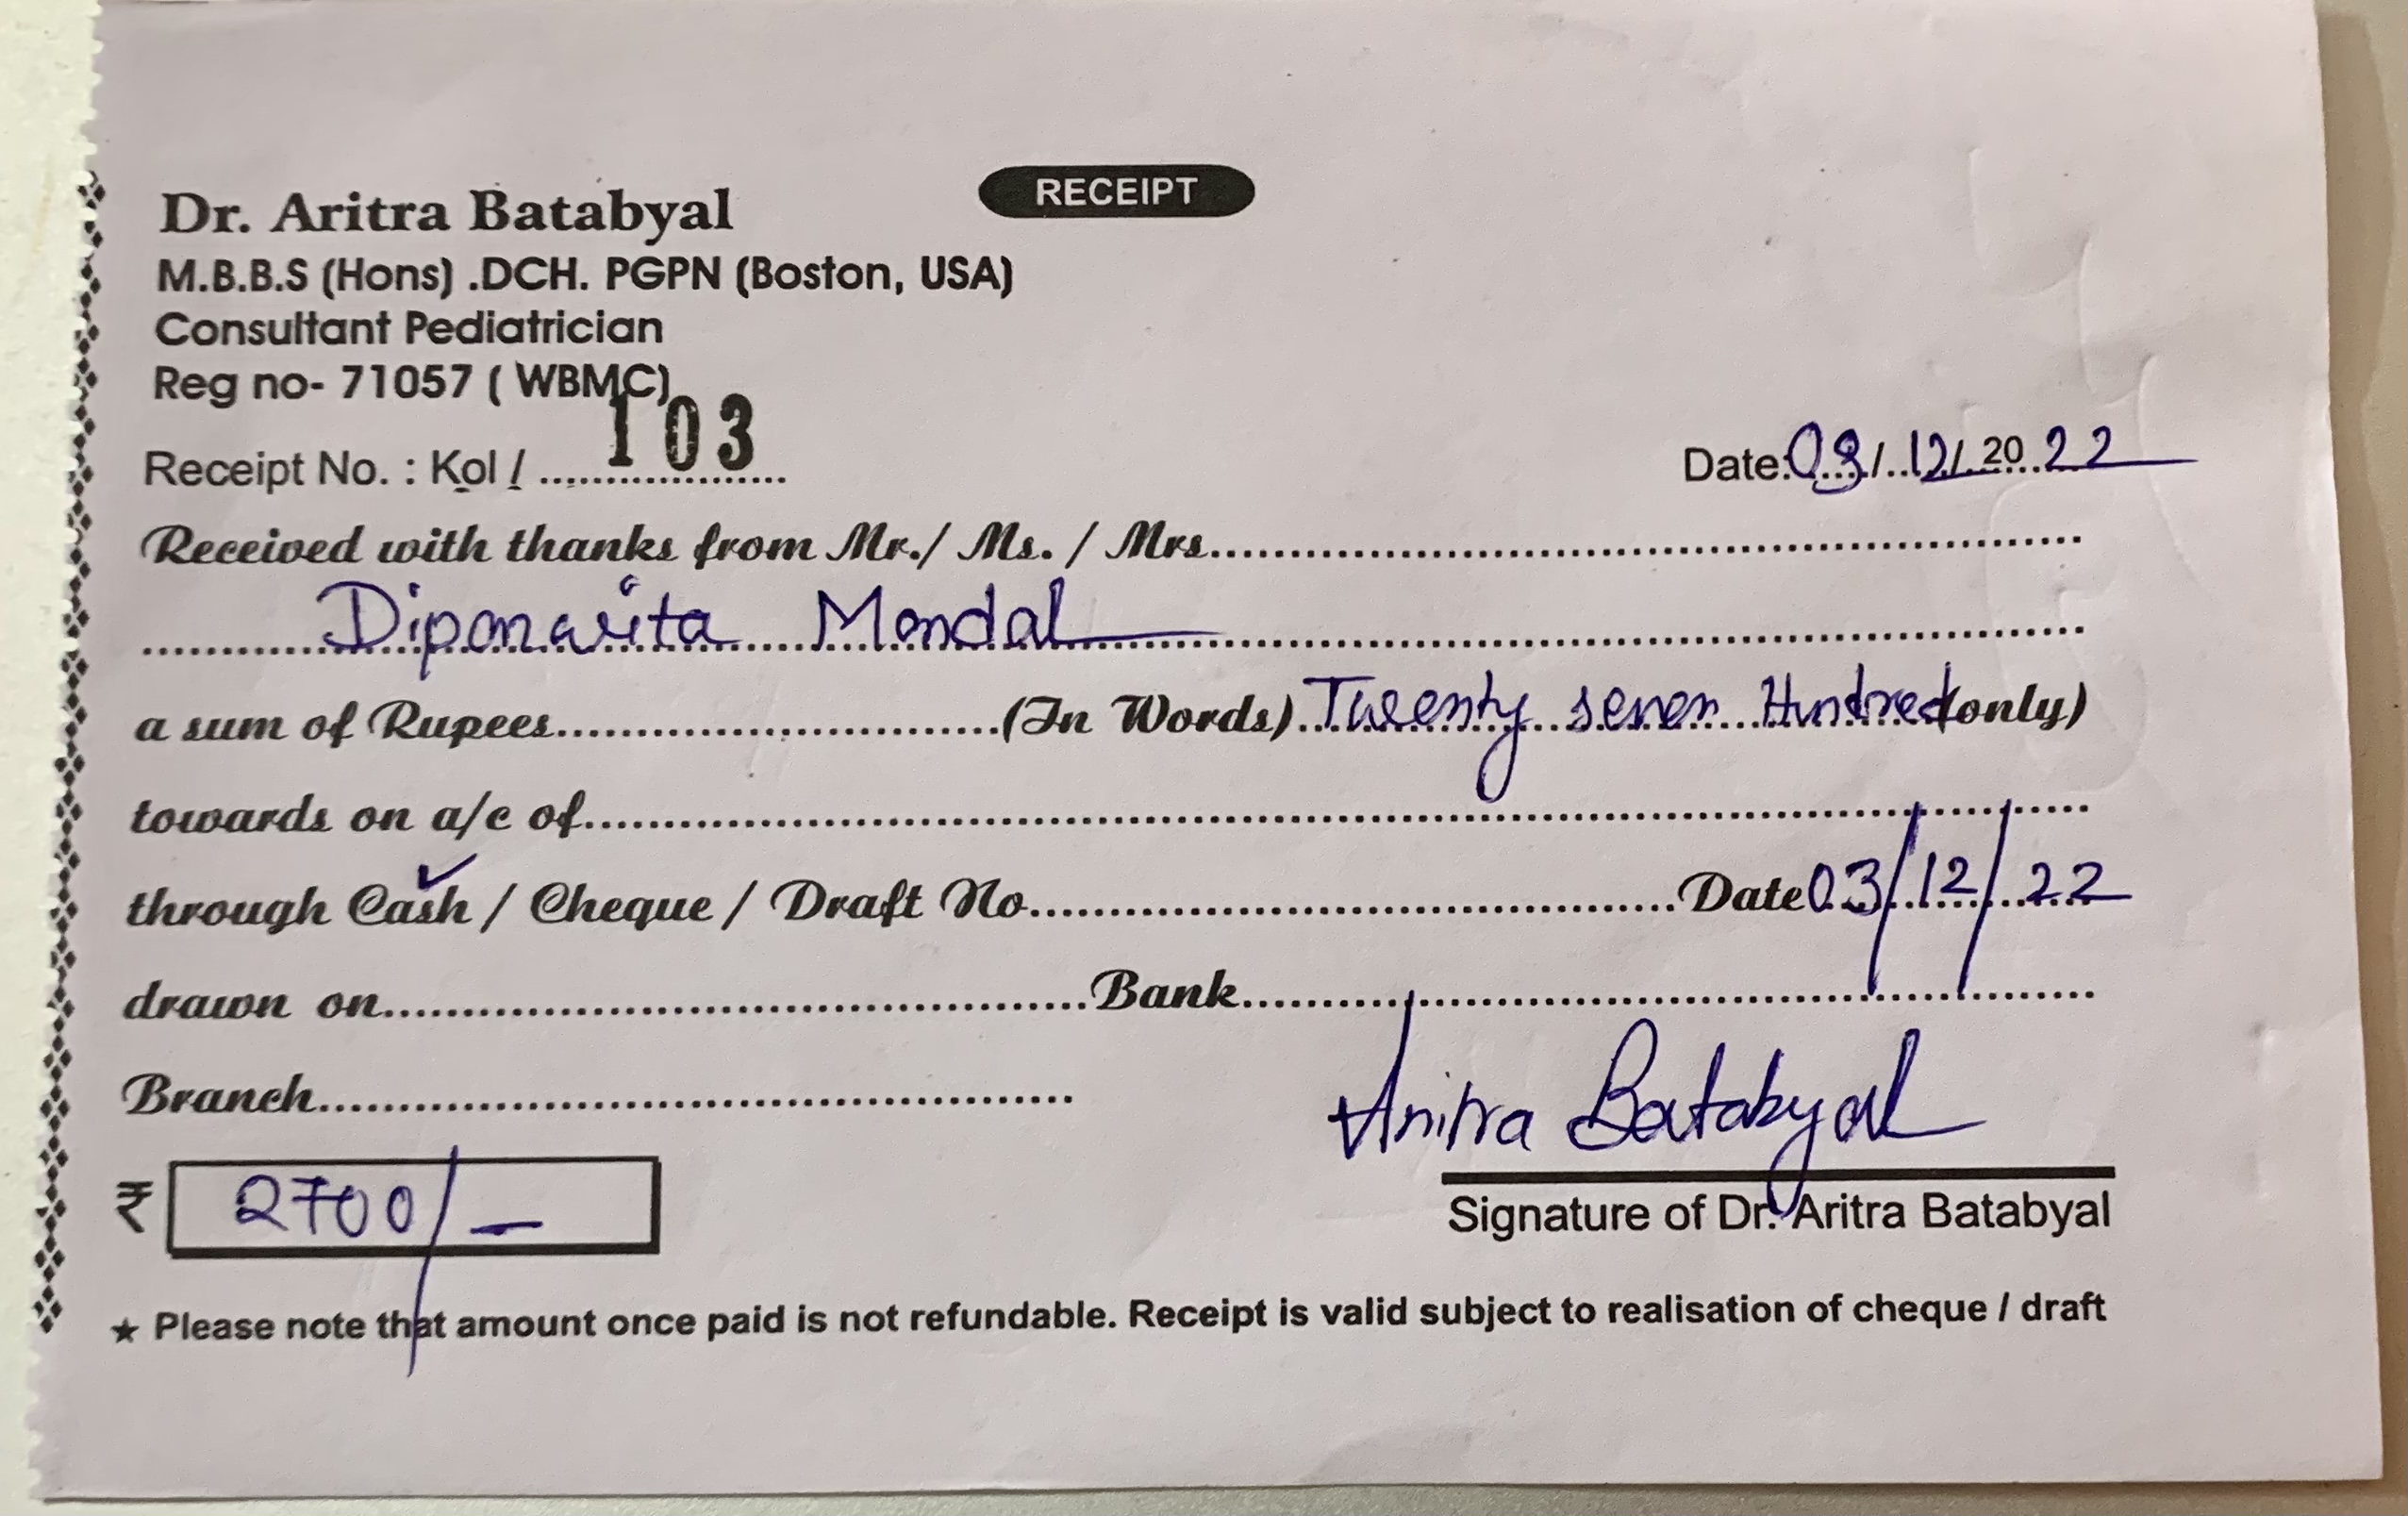 RECEIPT
Dr. Aritra Batabyal
M.B.B.S (Hons) .DCH. PGPN (Boston, USA)
Consultant Pediatrician
Reg no- 71057 ( WBMC)
Receipt No. : Kol / 103 Date: 03/ 12/ 20 22
Received with thanks from Mr./ Ms. / Mrs
Dipanwita Mondal
a sum of Rupees (In Words) Twenty seven Hundred (only)
towards on a/c of
through Cash / Cheque / Draft No Date 03/12/22
drawn on Bank
Branch
Aritra Batabyal
₹ 2700/-
Signature of Dr. Aritra Batabyal
★ Please note that amount once paid is not refundable. Receipt is valid subject to realisation of cheque / draft